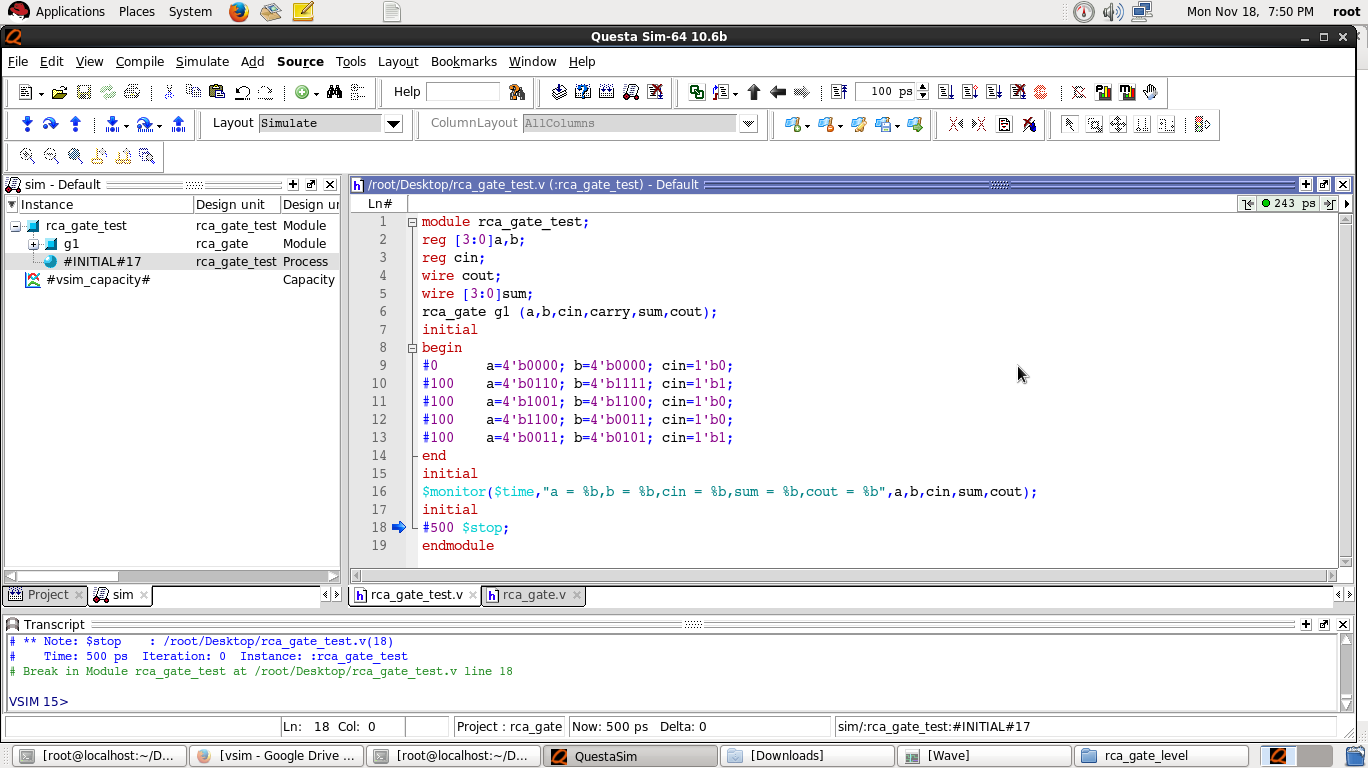 Applications Places System Mon Nov 18, 7:50 PM root
Questa Sim-64 10.6b
File Edit View Compile Simulate Add Source Tools Layout Bookmarks Window Help
Help 100 ps
Layout Simulate ColumnLayout AllColumns
sim - Default
Instance Design unit Design ur
rca_gate_test rca_gate_test Module
g1 rca_gate Module
#INITIAL#17 rca_gate_test Process
#vsim_capacity# Capacity
Project sim
/root/Desktop/rca_gate_test.v (:rca_gate_test) - Default
Ln#
243 ps
1 module rca_gate_test;
2 reg [3:0]a,b;
3 reg cin;
4 wire cout;
5 wire [3:0]sum;
6 rca_gate g1 (a,b,cin,carry,sum,cout);
7 initial
8 begin
9 #0 a=4'b0000; b=4'b0000; cin=1'b0;
10 #100 a=4'b0110; b=4'b1111; cin=1'b1;
11 #100 a=4'b1001; b=4'b1100; cin=1'b0;
12 #100 a=4'b1100; b=4'b0011; cin=1'b0;
13 #100 a=4'b0011; b=4'b0101; cin=1'b1;
14 end
15 initial
16 $monitor($time,"a = %b,b = %b,cin = %b,sum = %b,cout = %b",a,b,cin,sum,cout);
17 initial
18 #500 $stop;
19 endmodule
rca_gate_test.v rca_gate.v
Transcript
# ** Note: $stop : /root/Desktop/rca_gate_test.v(18)
# Time: 500 ps Iteration: 0 Instance: :rca_gate_test
# Break in Module rca_gate_test at /root/Desktop/rca_gate_test.v line 18
VSIM 15>
Ln: 18 Col: 0 Project : rca_gate Now: 500 ps Delta: 0 sim/:rca_gate_test:#INITIAL#17
[root@localhost:~/D... [vsim - Google Drive ... [root@localhost:~/D... QuestaSim [Downloads] [Wave] rca_gate_level